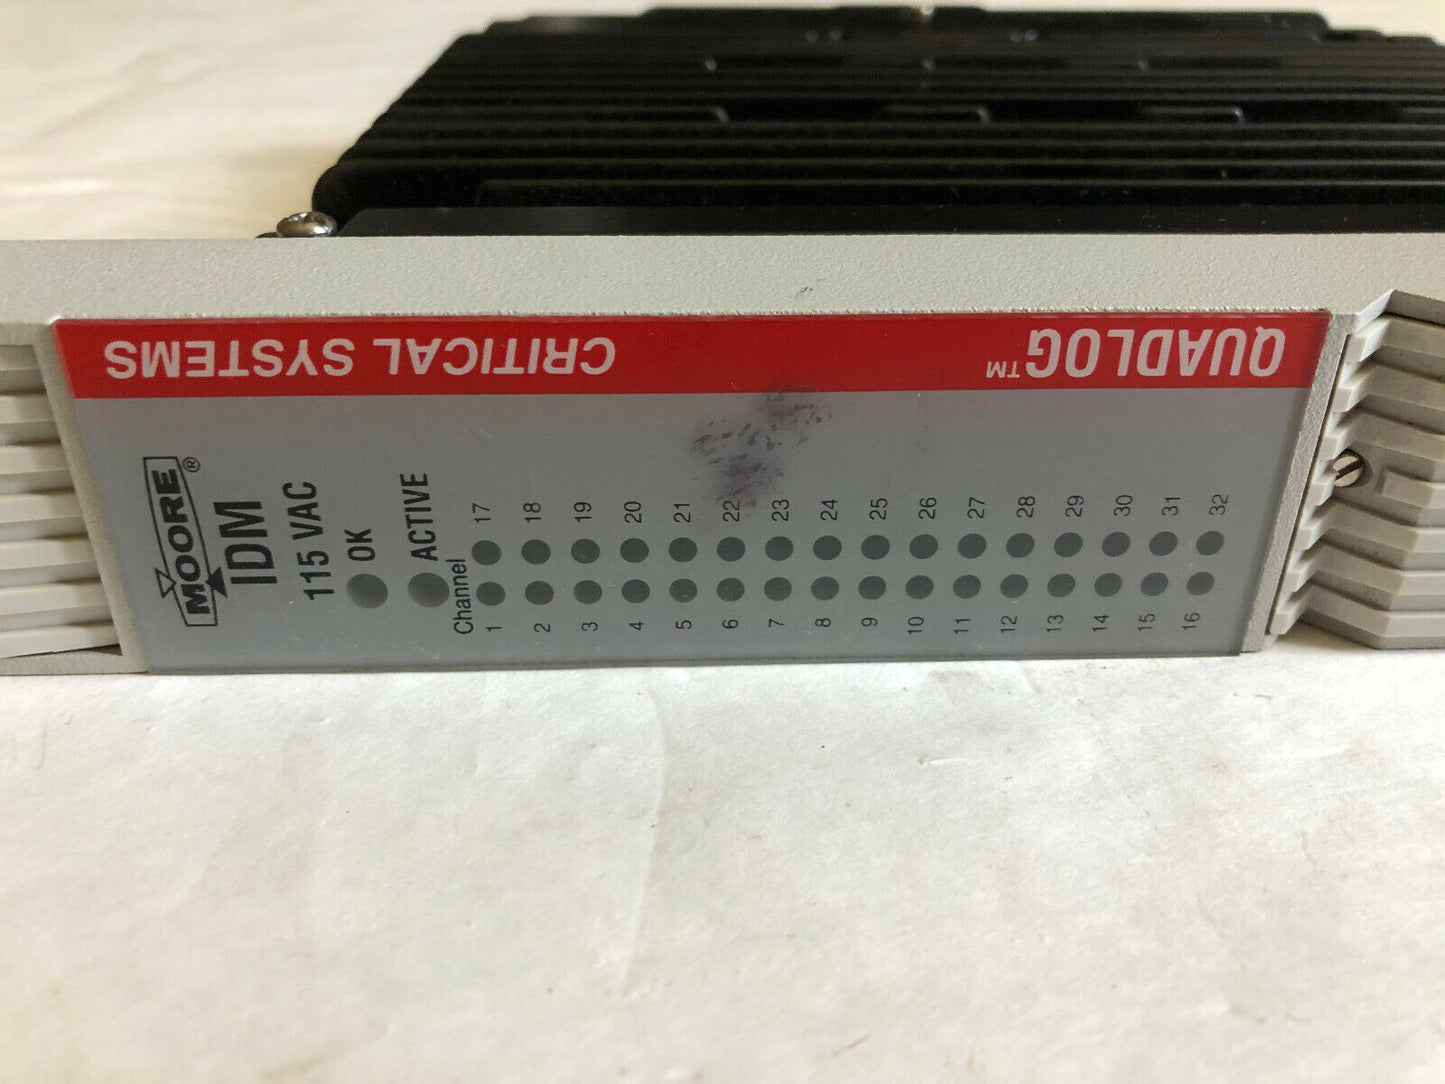 QUADLOG™
CRITICAL SYSTEMS
MOORE®
IDM
115 VAC
OK
ACTIVE
Channel
1 17
2 18
3 19
4 20
5 21
6 22
7 23
8 24
9 25
10 26
11 27
12 28
13 29
14 30
15 31
16 32